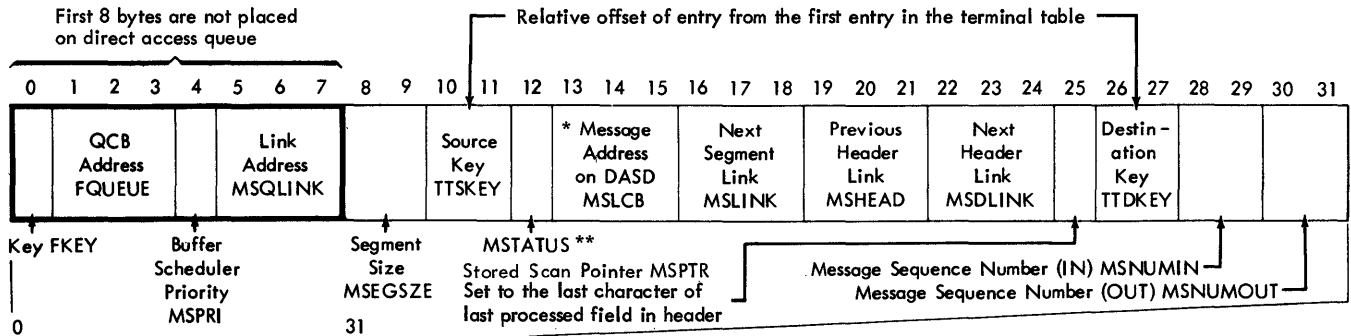 First 8 bytes are not placed
on direct access queue
Relative offset of entry from the first entry in the terminal table
0 1 2 3 4 5 6 7 8 9 10 11 12 13 14 15 16 17 18 19 20 21 22 23 24 25 26 27 28 29 30 31
QCB
Address
FQUEUE
Link
Address
MSQLINK
Source
Key
TTSKEY
* Message
Address
on DASD
MSLCB
Next
Segment
Link
MSLINK
Previous
Header
Link
MSHEAD
Next
Header
Link
MSDLINK
Destin-
ation
Key
TTDKEY
Key FKEY
Buffer
Scheduler
Priority
MSPRI
Segment
Size
MSEGSZE
MSTATUS **
Stored Scan Pointer MSPTR
Set to the last character of
last processed field in header
Message Sequence Number (IN) MSNUMIN
Message Sequence Number (OUT) MSNUMOUT
0 31